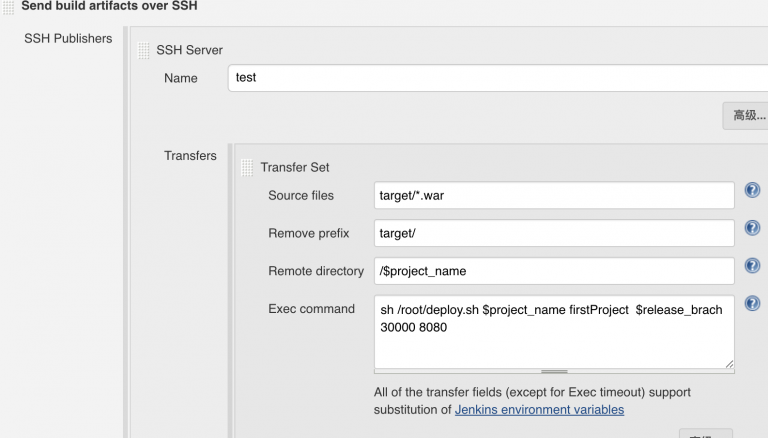 Send build artifacts over SSH
SSH Publishers
SSH Server
Name
test
高级...
Transfers
Transfer Set
Source files
target/*.war
Remove prefix
target/
Remote directory
/$project_name
Exec command
sh /root/deploy.sh $project_name firstProject  $release_brach
30000 8080
All of the transfer fields (except for Exec timeout) support
substitution of Jenkins environment variables